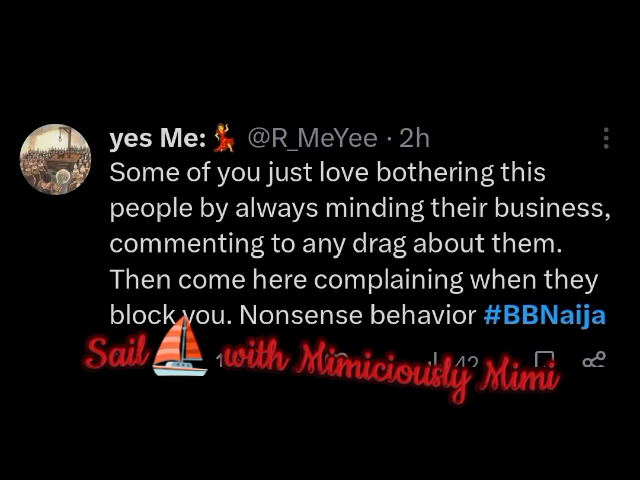 yes Me:💃 @R_MeYee · 2h
Some of you just love bothering this
people by always minding their business,
commenting to any drag about them.
Then come here complaining when they
block you. Nonsense behavior #BBNaija
42
Sail ⛵ with Mimiciously Mimi